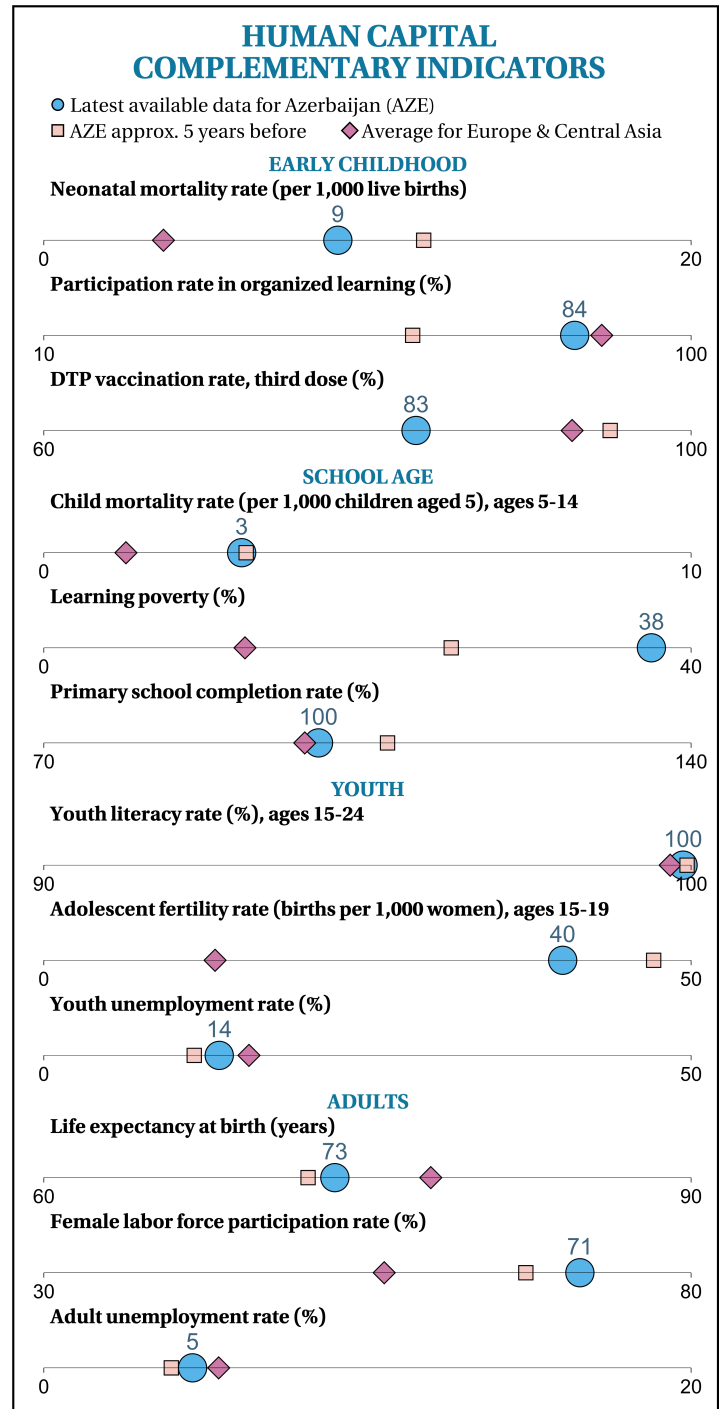 HUMAN CAPITAL
COMPLEMENTARY INDICATORS
Latest available data for Azerbaijan (AZE)
AZE approx. 5 years before Average for Europe & Central Asia
EARLY CHILDHOOD
Neonatal mortality rate (per 1,000 live births)
9
0 20
Participation rate in organized learning (%)
84
10 100
DTP vaccination rate, third dose (%)
83
60 100
SCHOOL AGE
Child mortality rate (per 1,000 children aged 5), ages 5-14
3
0 10
Learning poverty (%)
38
0 40
Primary school completion rate (%)
100
70 140
YOUTH
Youth literacy rate (%), ages 15-24
100
90 100
Adolescent fertility rate (births per 1,000 women), ages 15-19
40
0 50
Youth unemployment rate (%)
14
0 50
ADULTS
Life expectancy at birth (years)
73
60 90
Female labor force participation rate (%)
71
30 80
Adult unemployment rate (%)
5
0 20